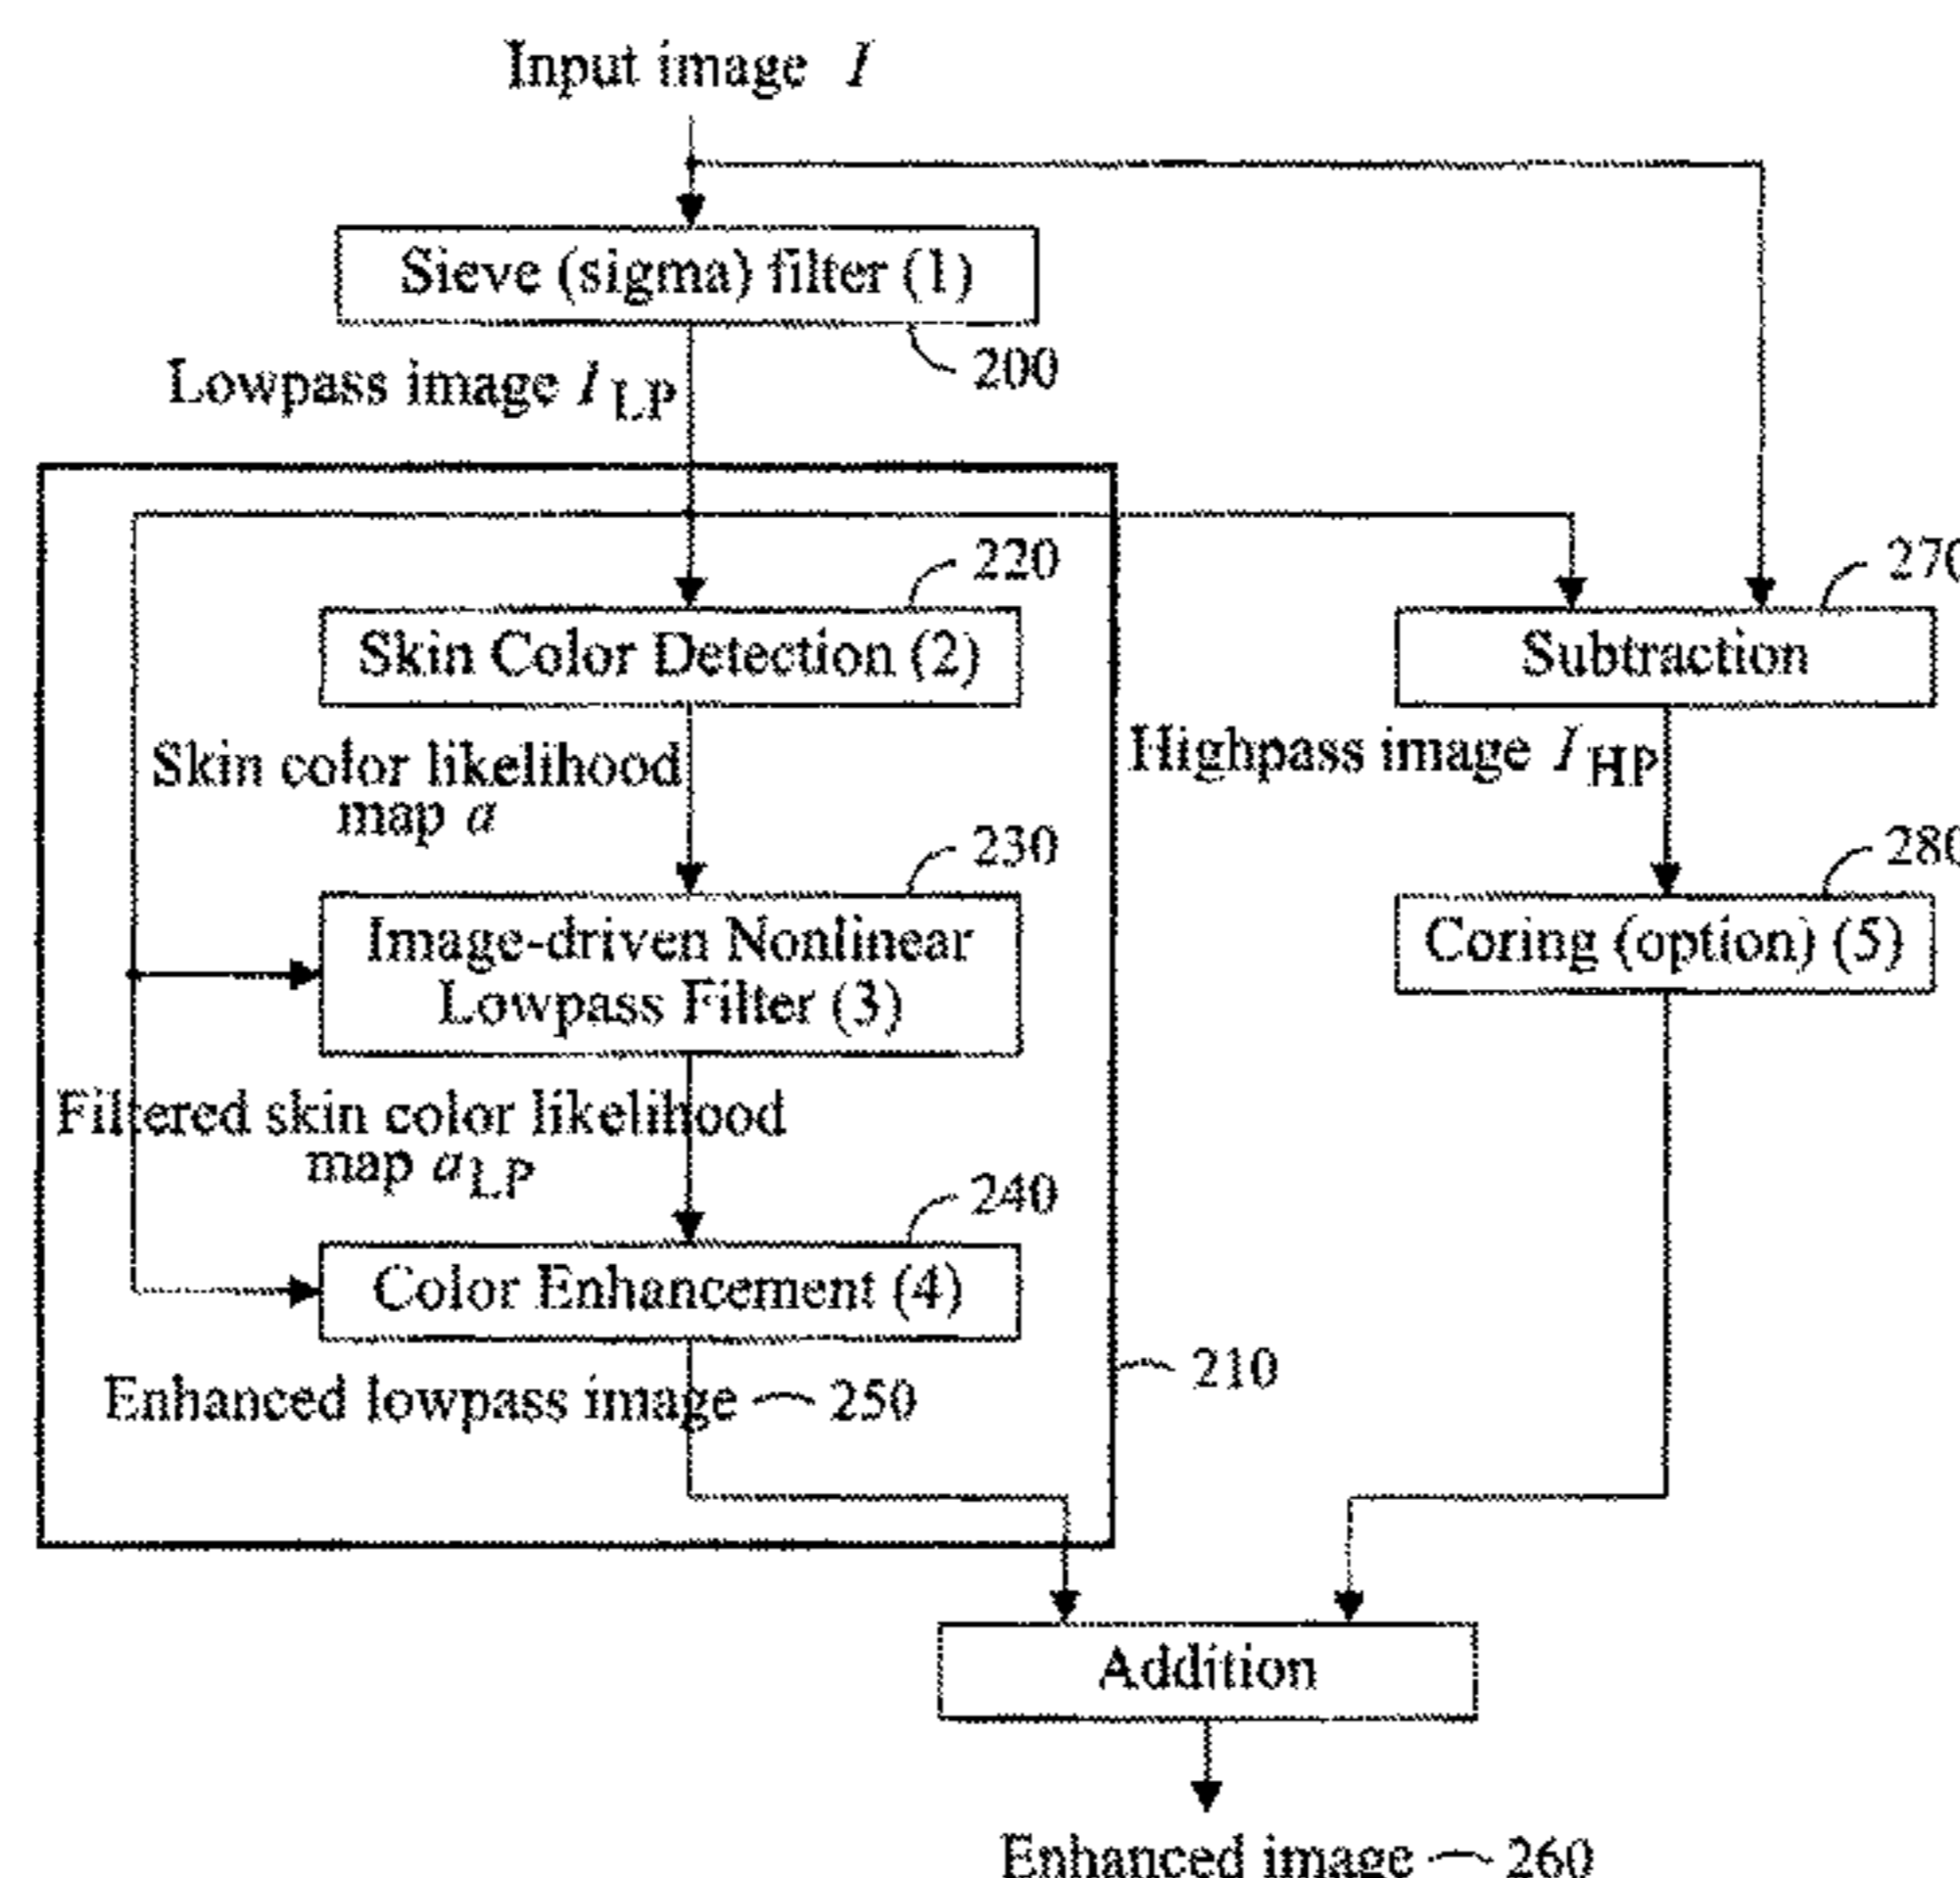 Input image I
Sieve (sigma) filter (1)
200
Lowpass image I LP
220
270
Skin Color Detection (2)
Subtraction
Skin color likelihood
map a
Highpass image I HP
230
280
Image-driven Nonlinear
Lowpass Filter (3)
Coring (option) (5)
Filtered skin color likelihood
map aLP
240
Color Enhancement (4)
210
Enhanced lowpass image 250
Addition
Enhanced image 260